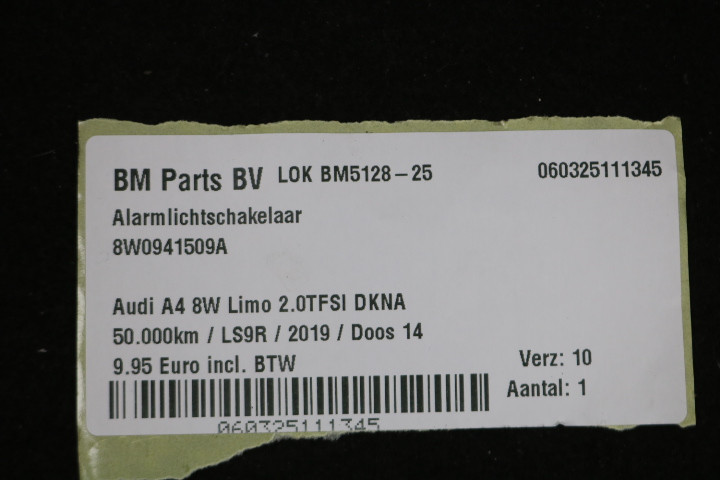 BM Parts BV LOK BM5128-25 060325111345
Alarmlichtschakelaar
8W0941509A
Audi A4 8W Limo 2.0TFSI DKNA
50.000km / LS9R / 2019 / Doos 14
9.95 Euro incl. BTW Verz: 10
Aantal: 1
060325111345